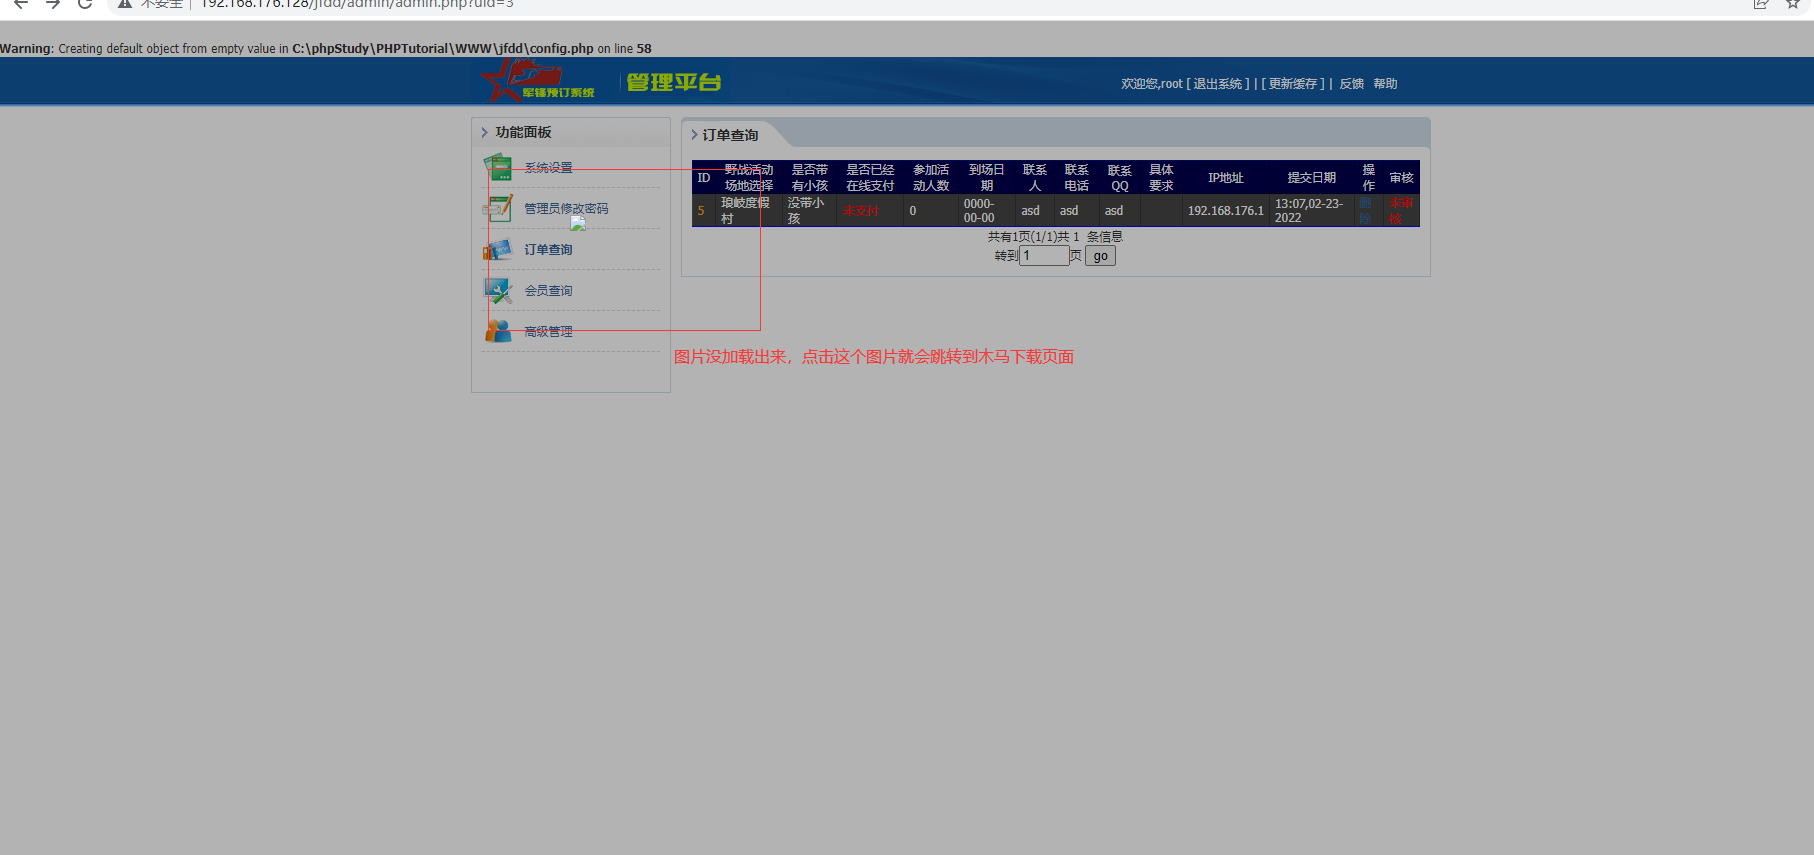 不安全 | 192.168.176.128/jfdd/admin/admin.php?uid=3
Warning: Creating default object from empty value in C:\phpStudy\PHPTutorial\WWW\jfdd\config.php on line 58
军锋预订系统 管理平台
欢迎您,root [ 退出系统 ] | [ 更新缓存 ] | 反馈 帮助
功能面板
系统设置
管理员修改密码
订单查询
会员查询
高级管理
订单查询
ID 野战活动场地选择 是否带有小孩 是否已经在线支付 参加活动人数 到场日期 联系人 联系电话 联系QQ 具体要求 IP地址 提交日期 操作 审核
5 琅岐度假村 没带小孩 未支付 0 0000-00-00 asd asd asd 192.168.176.1 13:07,02-23-2022 删除 未审核
共有1页(1/1)共 1 条信息
转到 1 页 go
图片没加载出来，点击这个图片就会跳转到木马下载页面